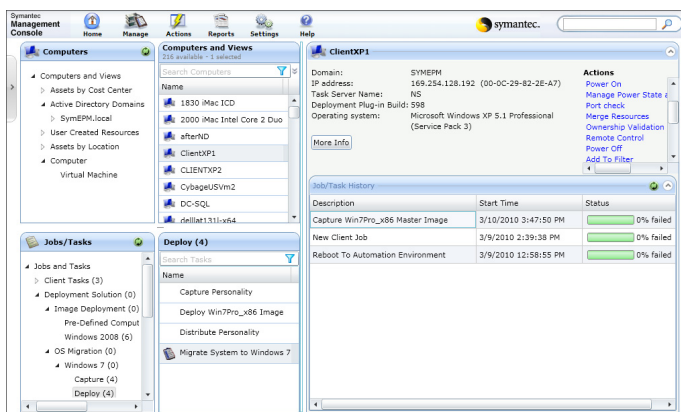 Symantec
Management
Console
Home
Manage
Actions
Reports
Settings
Help
symantec.
Computers
Computers and Views
Assets by Cost Center
Active Directory Domains
SymEPM.local
User Created Resources
Assets by Location
Computer
Virtual Machine
Computers and Views
216 available - 1 selected
Search Computers
Name
1830 iMac ICD
2000 iMac Intel Core 2 Duo
afterND
ClientXP1
CLIENTXP2
CybageUSVm2
DC-SQL
delllat131l-x64
ClientXP1
Domain: SYMEPM
IP address: 169.254.128.192 (00-0C-29-82-2E-A7)
Task Server Name: NS
Deployment Plug-in Build: 598
Operating system: Microsoft Windows XP 5.1 Professional
(Service Pack 3)
More Info
Actions
Power On
Manage Power State a
Port check
Merge Resources
Ownership Validation
Remote Control
Power Off
Add To Filter
Job/Task History
Description Start Time Status
Capture Win7Pro_x86 Master Image 3/10/2010 3:47:50 PM 0% failed
New Client Job 3/9/2010 2:39:38 PM 0% failed
Reboot To Automation Environment 3/9/2010 12:58:55 PM 0% failed
Jobs/Tasks
Jobs and Tasks
Client Tasks (3)
Deployment Solution (0)
Image Deployment (0)
Pre-Defined Comput
Windows 2008 (6)
OS Migration (0)
Windows 7 (0)
Capture (4)
Deploy (4)
Deploy (4)
Search Tasks
Name
Capture Personality
Deploy Win7Pro_x86 Image
Distribute Personality
Migrate System to Windows 7